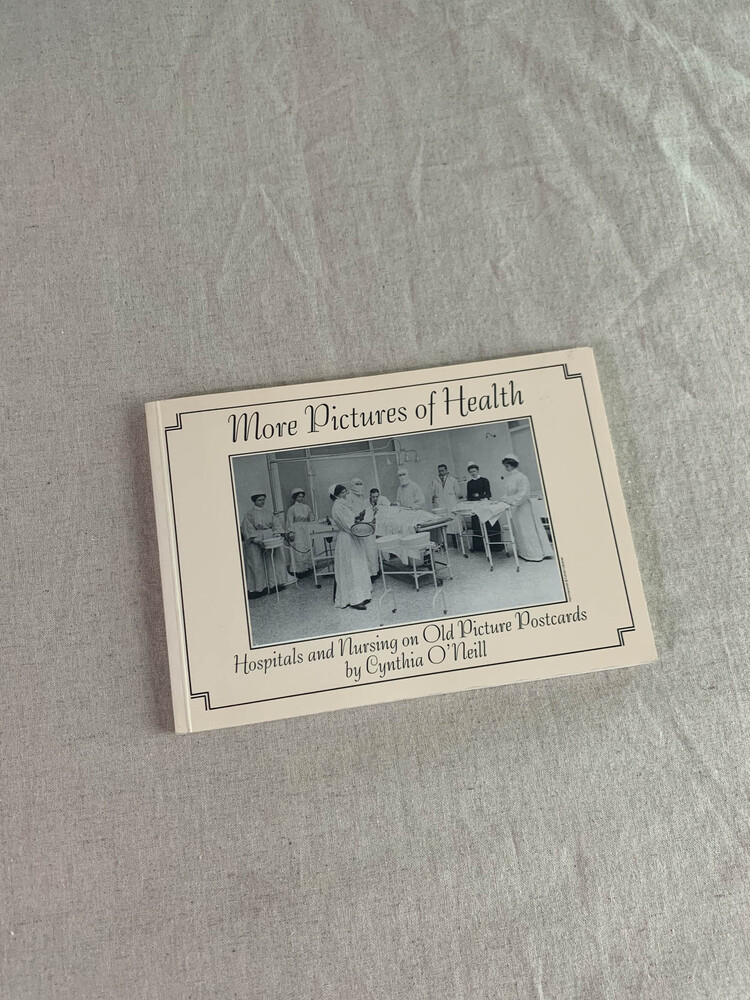 More Pictures of Health
Hospitals and Nursing on Old Picture Postcards
by Cynthia O'Neill